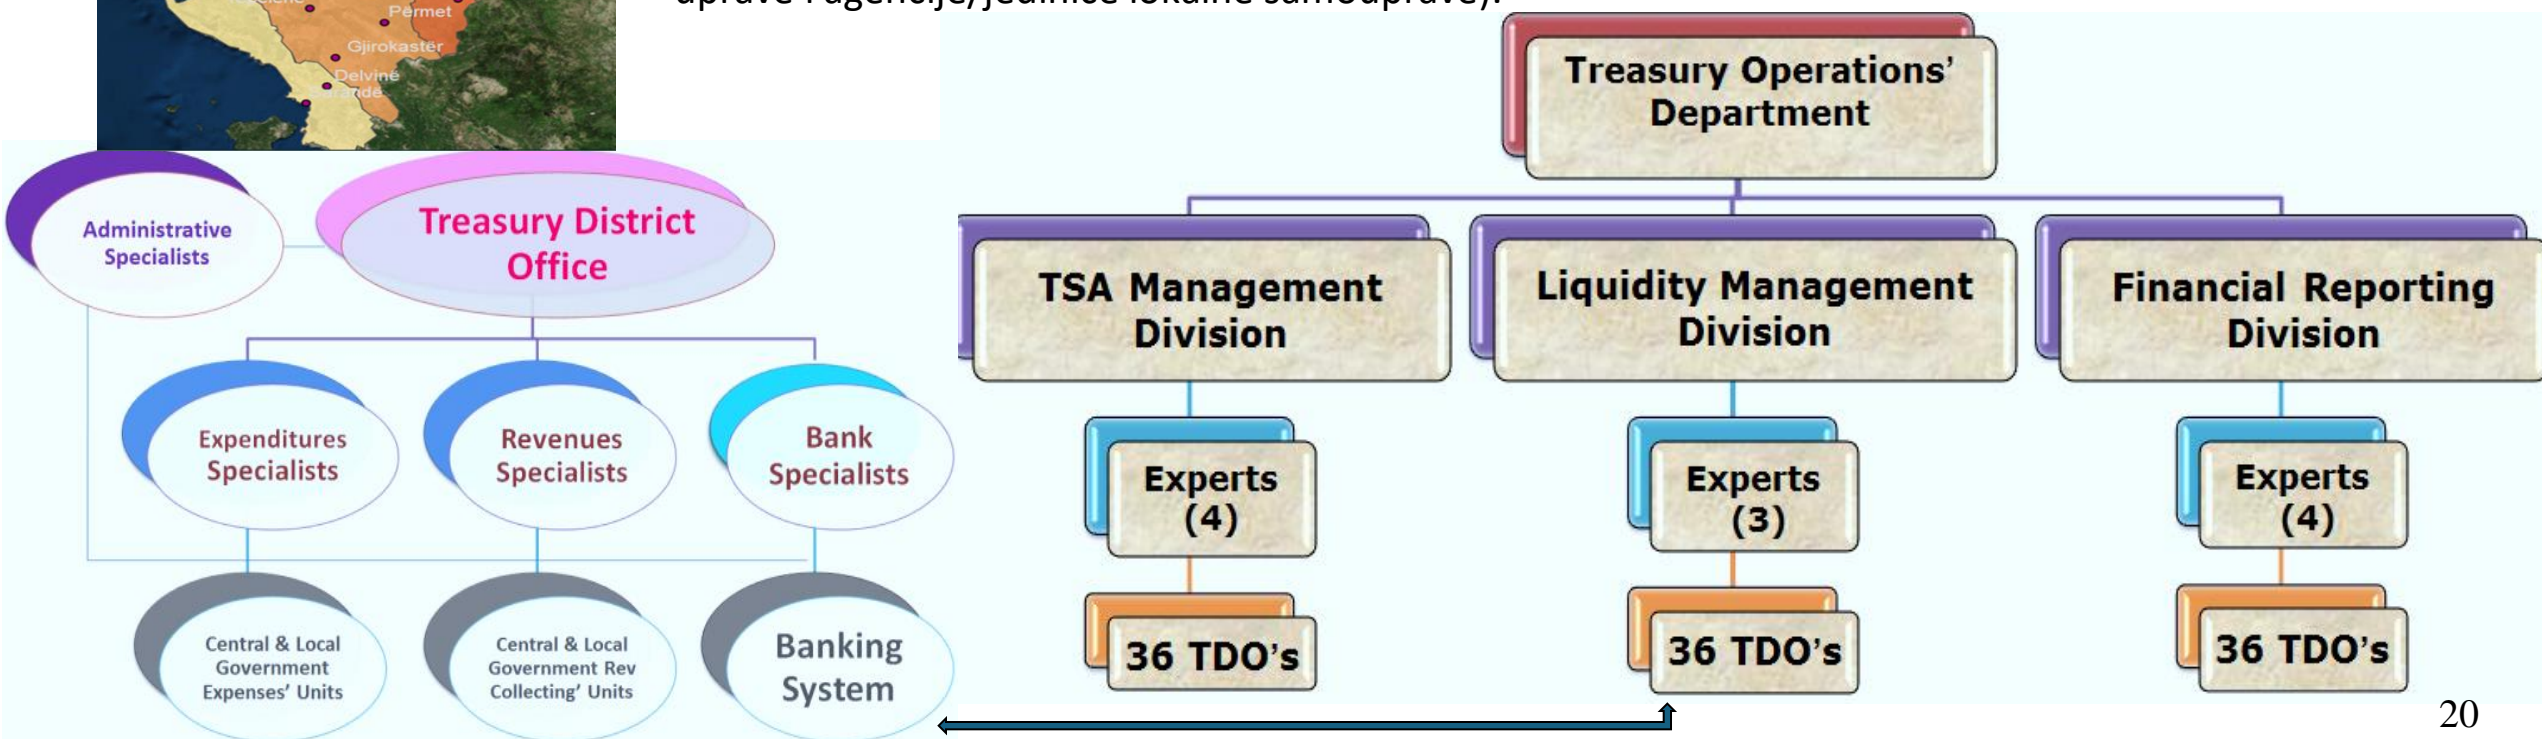 Përmet
Gjirokastër
Delvinë
Treasury Operations’
Department
TSA Management
Division
Liquidity Management
Division
Financial Reporting
Division
Experts
(4)
Experts
(3)
Experts
(4)
36 TDO’s
36 TDO’s
36 TDO’s
Administrative
Specialists
Treasury District
Office
Expenditures
Specialists
Revenues
Specialists
Bank
Specialists
Central & Local
Government
Expenses’ Units
Central & Local
Government Rev
Collecting’ Units
Banking
System
20